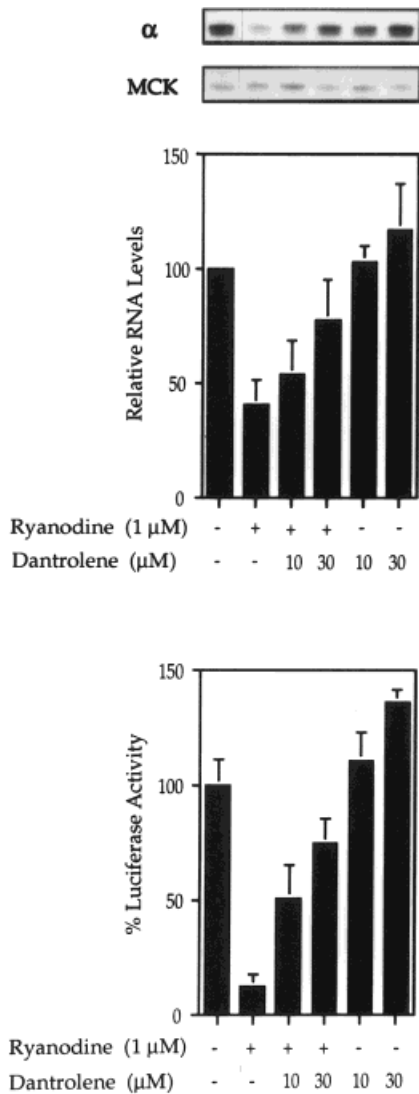 α
MCK
150
100
50
0
Relative RNA Levels
Ryanodine (1 μM) - + + + - -
Dantrolene (μM) - - 10 30 10 30
150
100
50
0
% Luciferase Activity
Ryanodine (1 μM) - + + + - -
Dantrolene (μM) - - 10 30 10 30